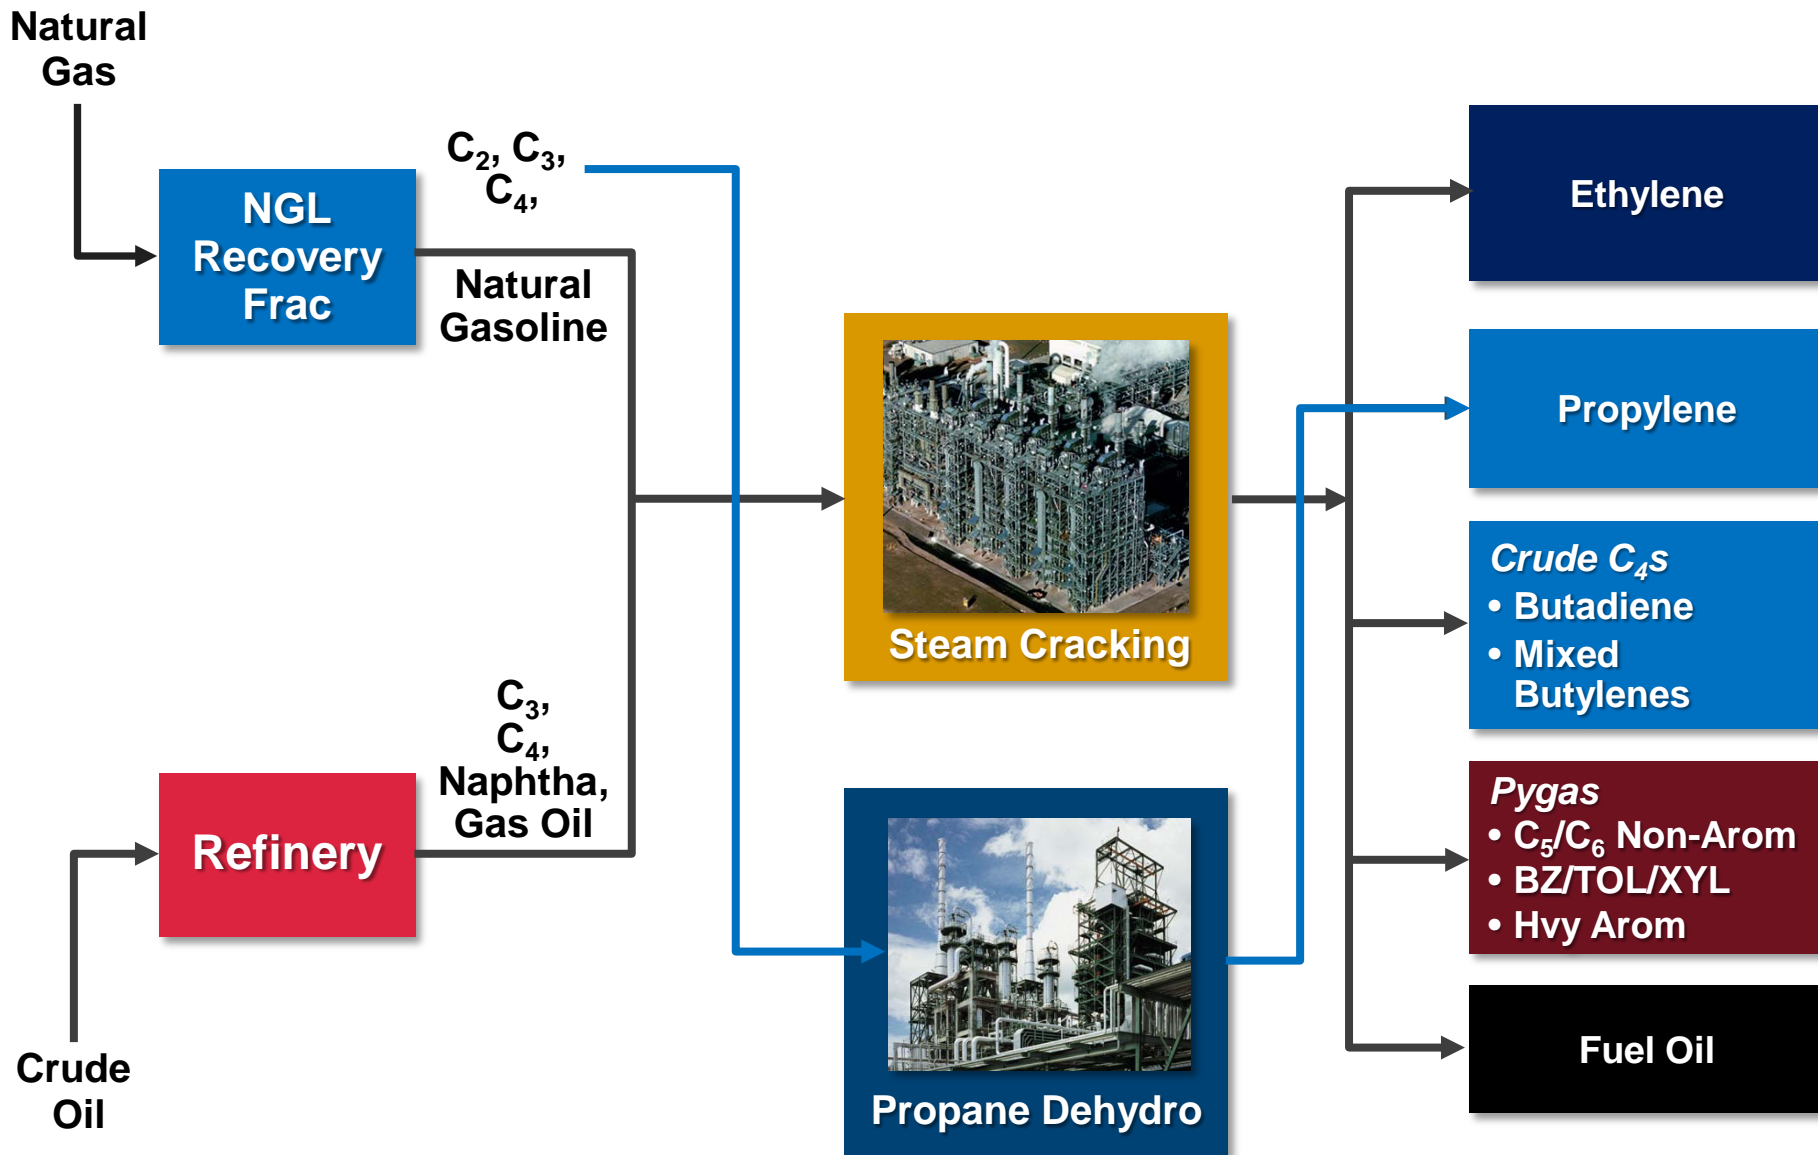 Natural
Gas
NGL
Recovery
Frac
C₂, C₃,
C₄,
Natural
Gasoline
Refinery
C₃,
C₄,
Naphtha,
Gas Oil
Crude
Oil
Steam Cracking
Propane Dehydro
Ethylene
Propylene
Crude C₄s
• Butadiene
• Mixed
Butylenes
Pygas
• C₅/C₆ Non-Arom
• BZ/TOL/XYL
• Hvy Arom
Fuel Oil